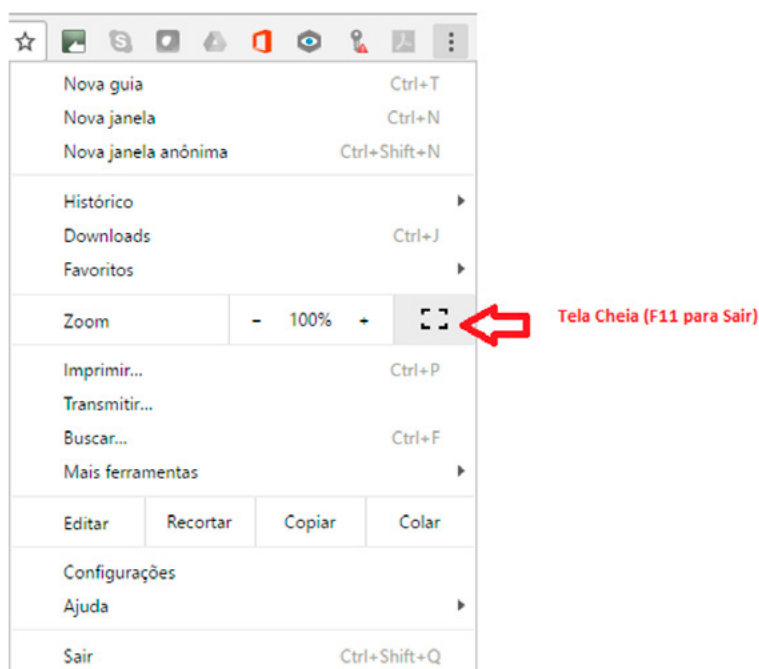 Nova guia Ctrl+T
Nova janela Ctrl+N
Nova janela anônima Ctrl+Shift+N
Histórico
Downloads Ctrl+J
Favoritos
Zoom - 100% + Tela Cheia (F11 para Sair)
Imprimir... Ctrl+P
Transmitir...
Buscar... Ctrl+F
Mais ferramentas
Editar Recortar Copiar Colar
Configurações
Ajuda
Sair Ctrl+Shift+Q